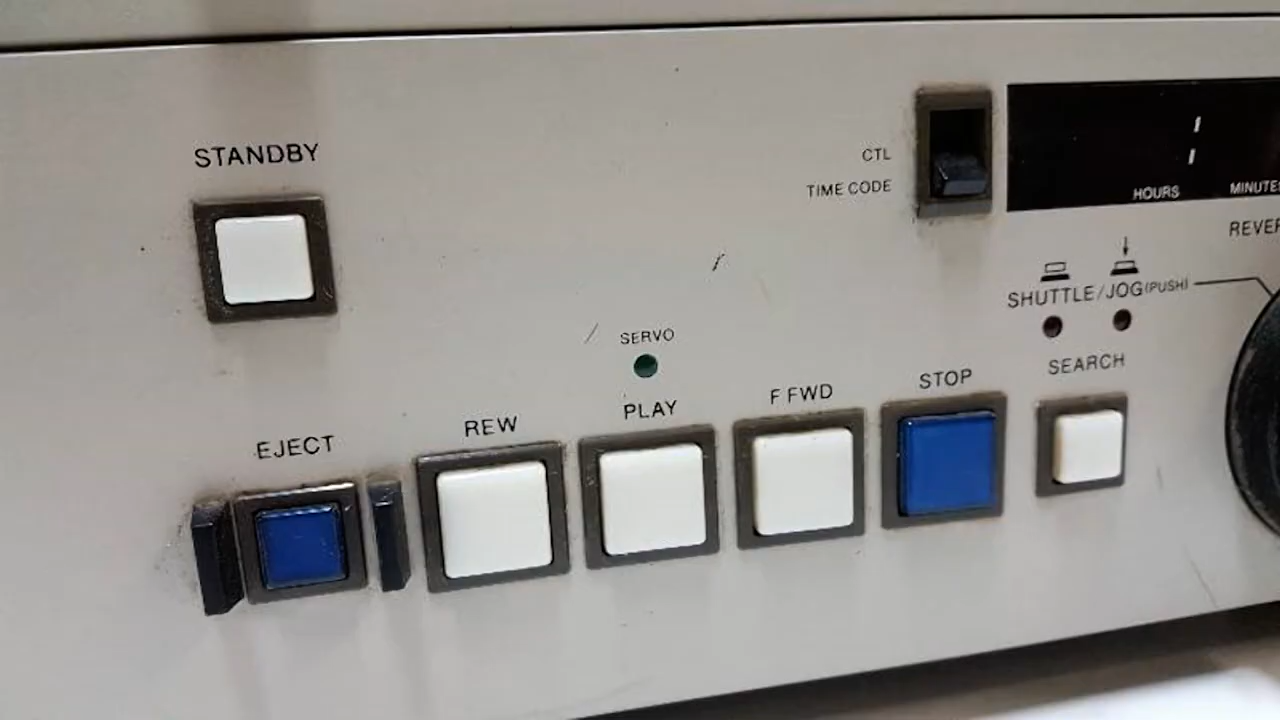 STANDBY
CTL
TIME CODE
HOURS
SHUTTLE/JOG(PUSH)
SERVO
SEARCH
STOP
F FWD
PLAY
REW
EJECT